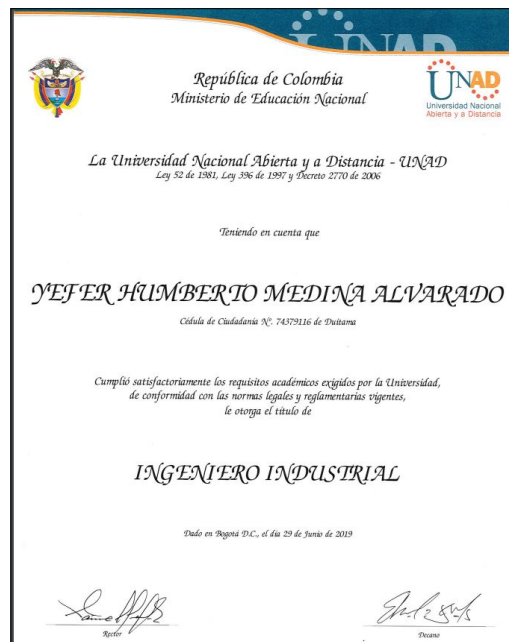 UNAD
República de Colombia
Ministerio de Educación Nacional
UNAD
Universidad Nacional
Abierta y a Distancia
La Universidad Nacional Abierta y a Distancia - UNAD
Ley 52 de 1981, Ley 396 de 1997 y Decreto 2770 de 2006
Teniendo en cuenta que
YEFER HUMBERTO MEDINA ALVARADO
Cédula de Ciudadania Nº. 74379116 de Duitama
Cumplió satisfactoriamente los requisitos académicos exigidos por la Universidad,
de conformidad con las normas legales y reglamentarias vigentes,
le otorga el titulo de
INGENIERO INDUSTRIAL
Dado en Bogotá D.C., el día 29 de Junio de 2019
Rector
Decano